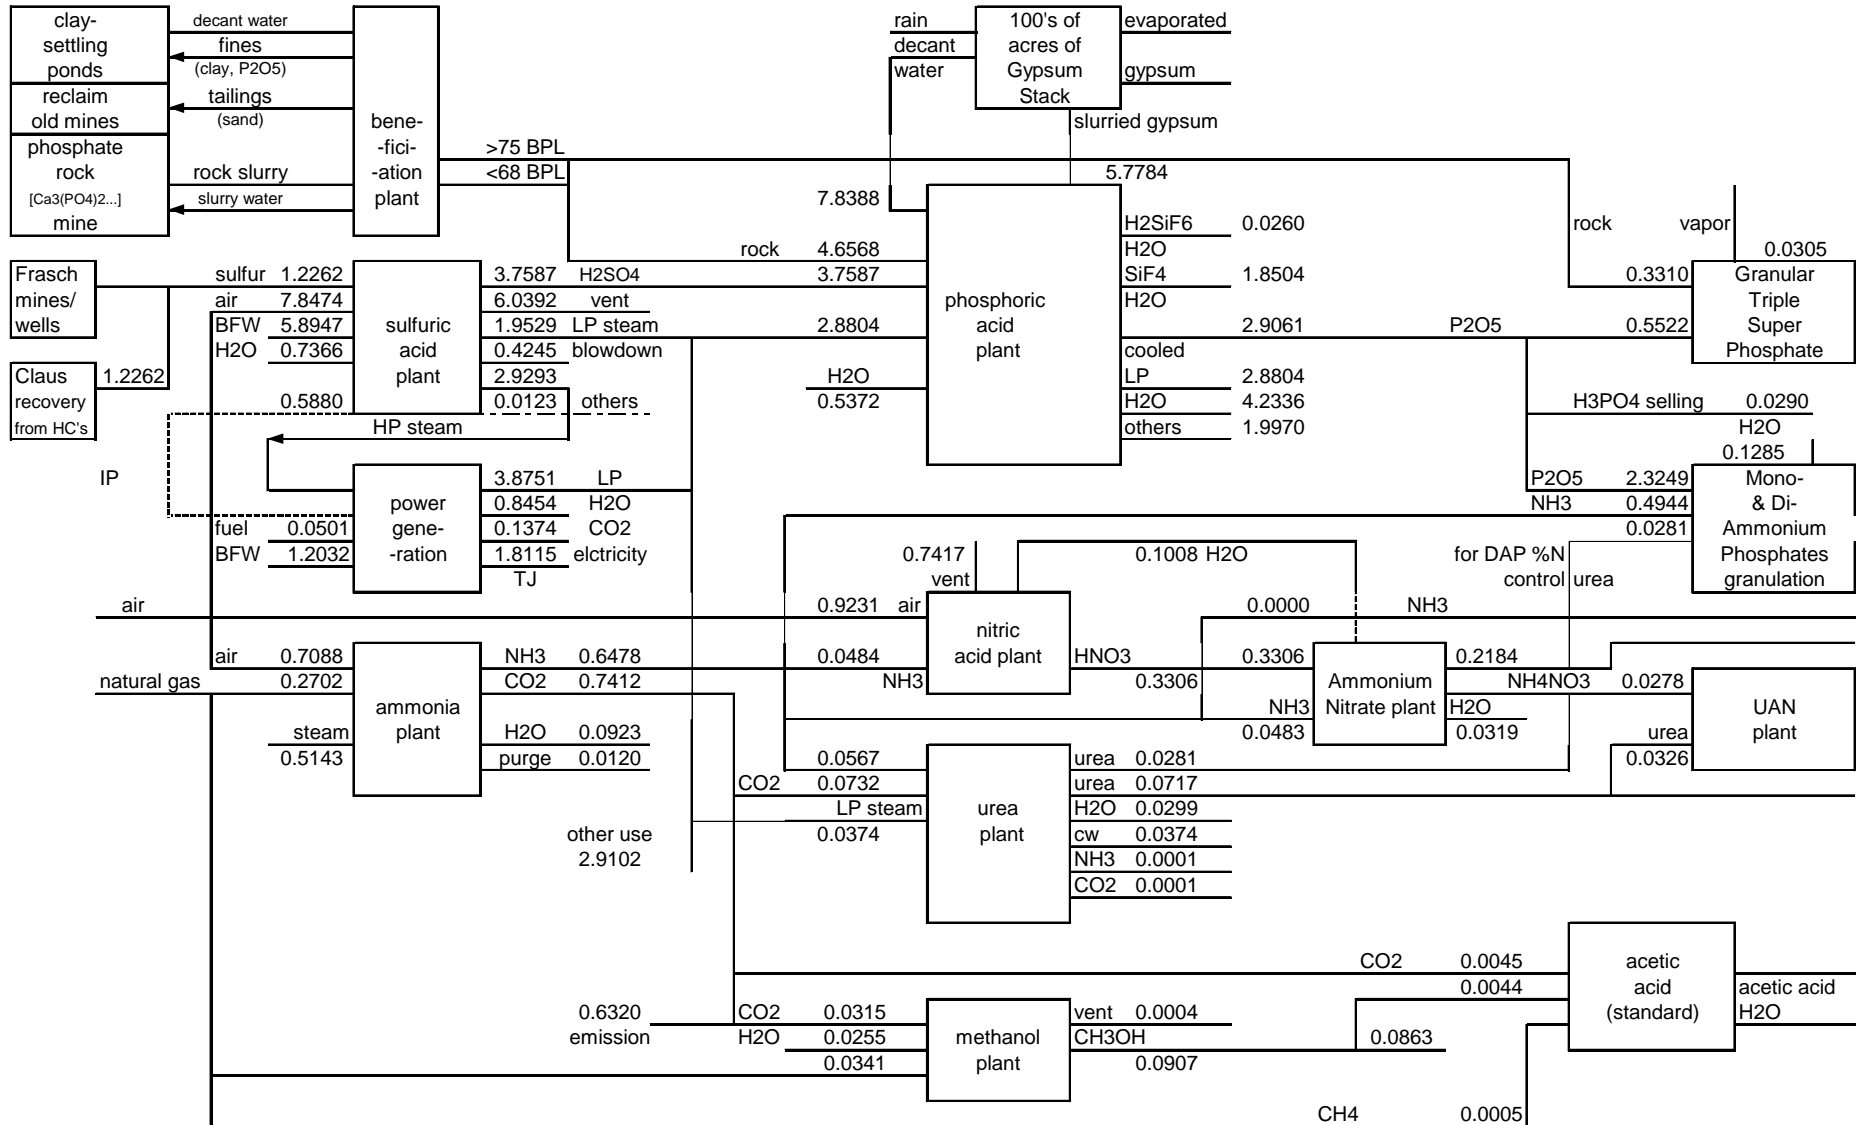 clay-
settling
ponds
decant water
fines
(clay, P2O5)
reclaim
old mines
tailings
(sand)
phosphate
rock
[Ca3(PO4)2...]
mine
rock slurry
slurry water
bene-
-fici-
-ation
plant
>75 BPL
<68 BPL
rain
decant
water
100's of
acres of
Gypsum
Stack
evaporated
gypsum
slurried gypsum
5.7784
7.8388
rock 4.6568
3.7587
2.8804
H2O
0.5372
phosphoric
acid
plant
H2SiF6 0.0260
H2O
SiF4 1.8504
H2O
2.9061 P2O5
cooled
LP 2.8804
H2O 4.2336
others 1.9970
rock vapor
0.0305
0.3310
0.5522
Granular
Triple
Super
Phosphate
H3PO4 selling 0.0290
H2O
0.1285
P2O5 2.3249
NH3 0.4944
0.0281
for DAP %N
control urea
Mono-
& Di-
Ammonium
Phosphates
granulation
Frasch
mines/
wells
Claus
recovery
from HC's
1.2262
sulfur 1.2262
air 7.8474
BFW 5.8947
H2O 0.7366
0.5880
sulfuric
acid
plant
3.7587 H2SO4
6.0392 vent
1.9529 LP steam
0.4245 blowdown
2.9293
0.0123 others
HP steam
IP
fuel 0.0501
BFW 1.2032
power
gene-
-ration
3.8751 LP
0.8454 H2O
0.1374 CO2
1.8115 elctricity
TJ
air
0.9231 air
0.7417
vent
0.1008 H2O
nitric
acid plant
0.0484
NH3
HNO3 0.3306
0.3306
0.0000 NH3
NH3
0.0483
Ammonium
Nitrate plant
0.2184
NH4NO3 0.0278
H2O
0.0319
urea
0.0326
UAN
plant
air 0.7088
natural gas 0.2702
steam
0.5143
ammonia
plant
NH3 0.6478
CO2 0.7412
H2O 0.0923
purge 0.0120
0.0567
CO2 0.0732
LP steam
0.0374
other use
2.9102
urea
plant
urea 0.0281
urea 0.0717
H2O 0.0299
cw 0.0374
NH3 0.0001
CO2 0.0001
CO2 0.0045
0.0044
acetic
acid
(standard)
acetic acid
H2O
0.6320
emission
CO2 0.0315
H2O 0.0255
0.0341
methanol
plant
vent 0.0004
CH3OH
0.0907
0.0863
CH4 0.0005